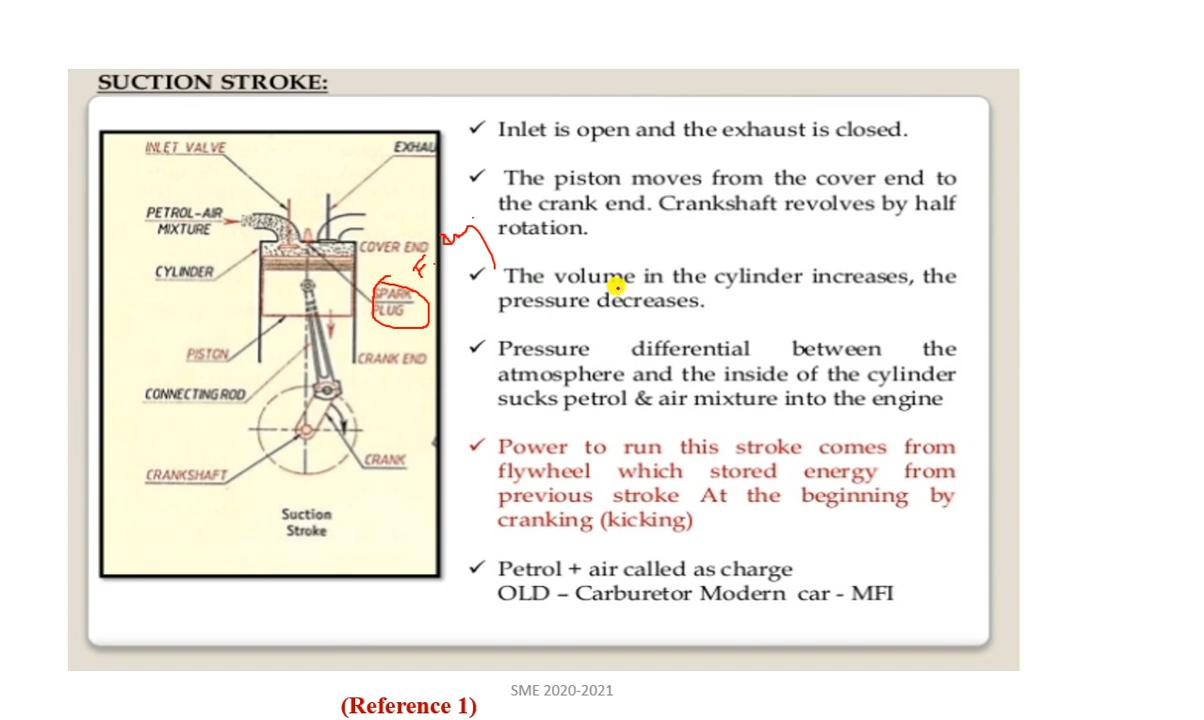 SUCTION STROKE:
INLET VALVE
EXHAU
PETROL-AIR
MIXTURE
COVER END
CYLINDER
SPARK
PLUG
PISTON
CRANK END
CONNECTING ROD
CRANK
CRANKSHAFT
Suction
Stroke
✓ Inlet is open and the exhaust is closed.
✓ The piston moves from the cover end to
the crank end. Crankshaft revolves by half
rotation.
✓ The volume in the cylinder increases, the
pressure decreases.
✓ Pressure differential between the
atmosphere and the inside of the cylinder
sucks petrol & air mixture into the engine
✓ Power to run this stroke comes from
flywheel which stored energy from
previous stroke At the beginning by
cranking (kicking)
✓ Petrol + air called as charge
OLD – Carburetor Modern car - MFI
SME 2020-2021
(Reference 1)